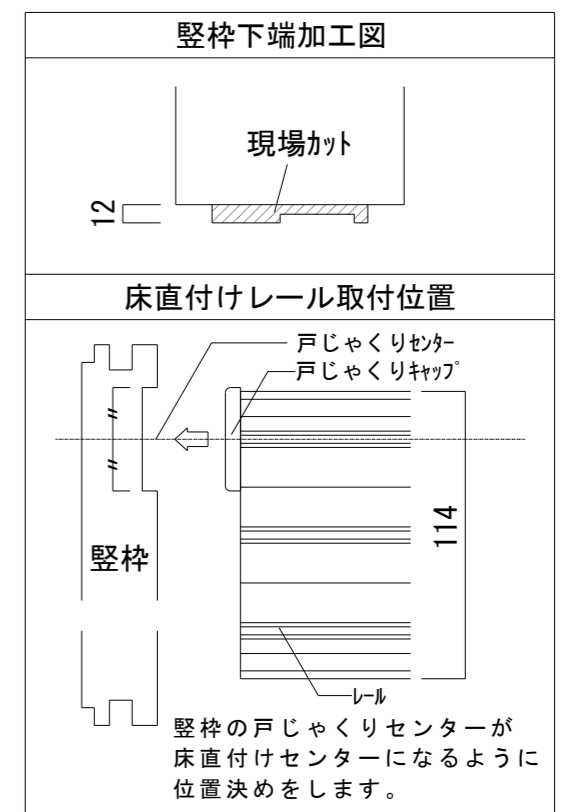 竪枠下端加工図
現場ｶｯﾄ
12
床直付けレール取付位置
戸じゃくりｾﾝﾀｰ
戸じゃくりｷｬｯﾌﾟ
〃
〃
竪枠
114
ﾚｰﾙ
竪枠の戸じゃくりセンターが
床直付けセンターになるように
位置決めをします。